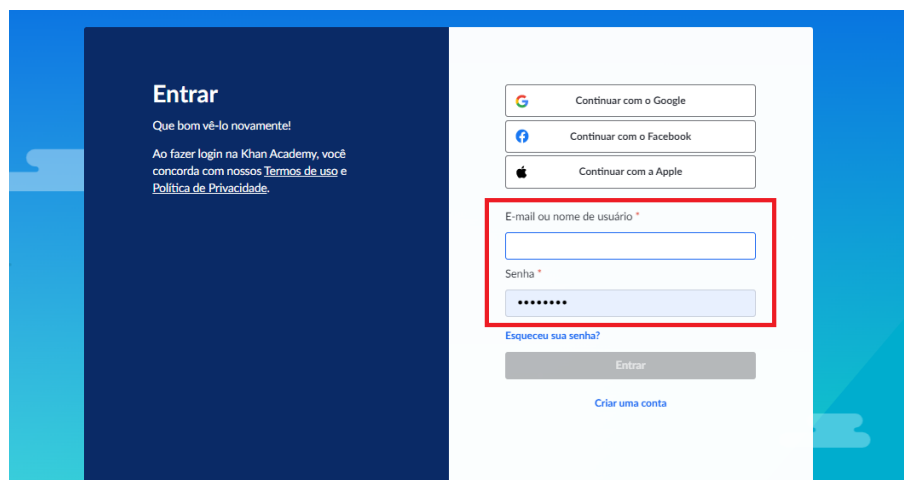 Entrar
Que bom vê-lo novamente!
Ao fazer login na Khan Academy, você
concorda com nossos Termos de uso e
Política de Privacidade.
Continuar com o Google
Continuar com o Facebook
Continuar com a Apple
E-mail ou nome de usuário *
Senha *
••••••••
Esqueceu sua senha?
Entrar
Criar uma conta